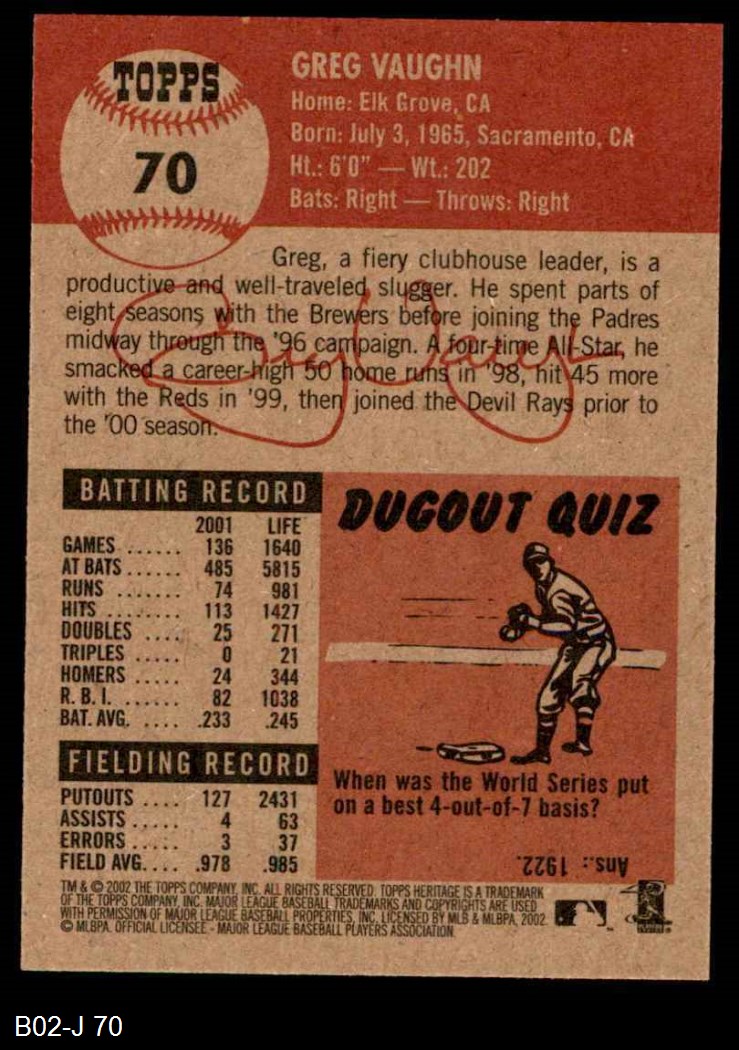 TOPPS
70
GREG VAUGHN
Home: Elk Grove, CA
Born: July 3, 1965, Sacramento, CA
Ht.: 6'0" — Wt.: 202
Bats: Right — Throws: Right
Greg, a fiery clubhouse leader, is a
productive and well-traveled slugger. He spent parts of
eight seasons with the Brewers before joining the Padres
midway through the '96 campaign. A four-time All-Star, he
smacked a career-high 50 home runs in '98, hit 45 more
with the Reds in '99, then joined the Devil Rays prior to
the '00 season.
Greg Vaughn
BATTING RECORD
2001 LIFE
GAMES ...... 136 1640
AT BATS ...... 485 5815
RUNS ....... 74 981
HITS ........ 113 1427
DOUBLES .... 25 271
TRIPLES ..... 0 21
HOMERS ..... 24 344
R. B. I. ...... 82 1038
BAT. AVG. .... .233 .245
FIELDING RECORD
PUTOUTS .... 127 2431
ASSISTS ..... 4 63
ERRORS ..... 3 37
FIELD AVG.... .978 .985
DUGOUT QUIZ
When was the World Series put
on a best 4-out-of-7 basis?
Ans.: 1922.
TM & © 2002 THE TOPPS COMPANY, INC. ALL RIGHTS RESERVED. TOPPS HERITAGE IS A TRADEMARK
OF THE TOPPS COMPANY, INC. MAJOR LEAGUE BASEBALL TRADEMARKS AND COPYRIGHTS ARE USED
WITH PERMISSION OF MAJOR LEAGUE BASEBALL PROPERTIES, INC. LICENSED BY MLB & MLBPA, 2002.
© MLBPA. OFFICIAL LICENSEE - MAJOR LEAGUE BASEBALL PLAYERS ASSOCIATION
B02-J 70